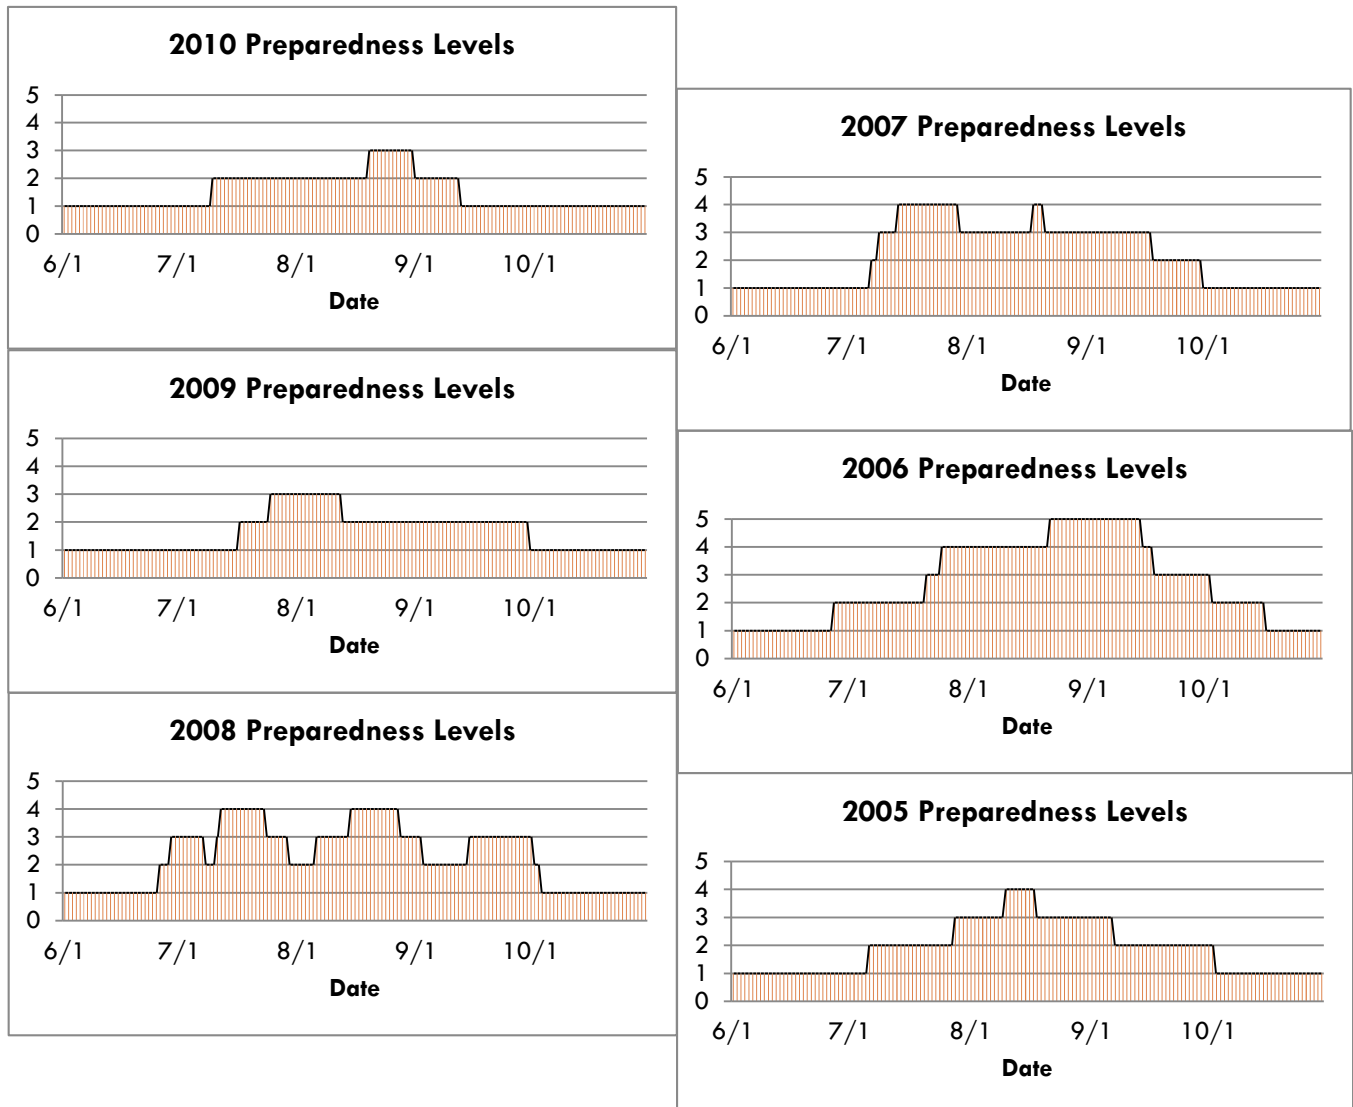 2010 Preparedness Levels
5
4
3
2
1
0
6/1 7/1 8/1 9/1 10/1
Date
2009 Preparedness Levels
5
4
3
2
1
0
6/1 7/1 8/1 9/1 10/1
Date
2008 Preparedness Levels
5
4
3
2
1
0
6/1 7/1 8/1 9/1 10/1
Date
2007 Preparedness Levels
5
4
3
2
1
0
6/1 7/1 8/1 9/1 10/1
Date
2006 Preparedness Levels
5
4
3
2
1
0
6/1 7/1 8/1 9/1 10/1
Date
2005 Preparedness Levels
5
4
3
2
1
0
6/1 7/1 8/1 9/1 10/1
Date